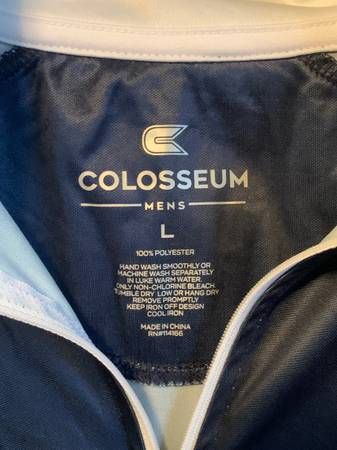 COLOSSEUM
MENS
L
100% POLYESTER
HAND WASH SMOOTHLY OR
MACHINE WASH SEPARATELY
IN LUKE WARM WATER.
ONLY NON-CHLORINE BLEACH.
TUMBLE DRY LOW OR HANG DRY
REMOVE PROMPTLY
KEEP IRON OFF DESIGN
COOL IRON
MADE IN CHINA
RN#114166